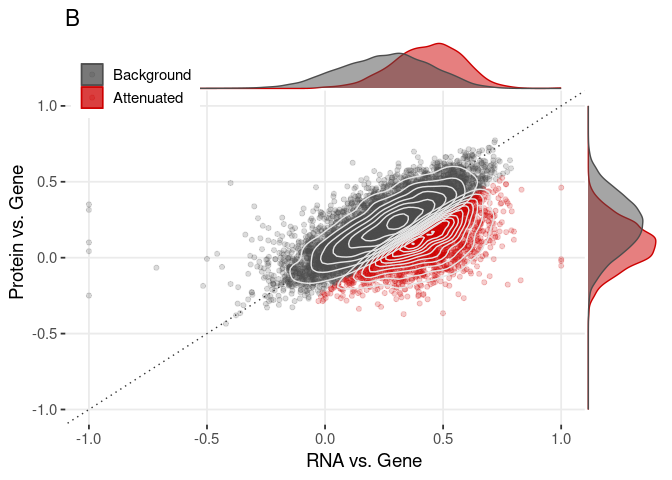 B
Background
Attenuated
1.0
0.5
0.0
-0.5
-1.0
Protein vs. Gene
-1.0 -0.5 0.0 0.5 1.0
RNA vs. Gene